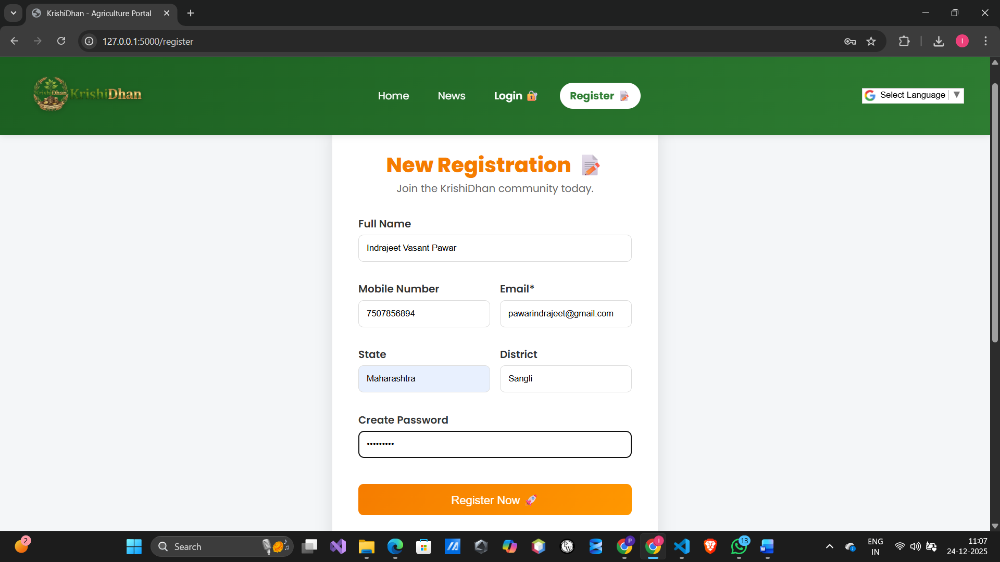 KrishiDhan - Agriculture Portal
127.0.0.1:5000/register
KrishiDhan
KrishiDhan
Home
News
Login
Register
Select Language ▼
New Registration
Join the KrishiDhan community today.
Full Name
Indrajeet Vasant Pawar
Mobile Number Email*
7507856894 pawarindrajeet@gmail.com
State District
Maharashtra Sangli
Create Password
•••••••••
Register Now
2
Search
P
I
13
ENG
IN
11:07
24-12-2025